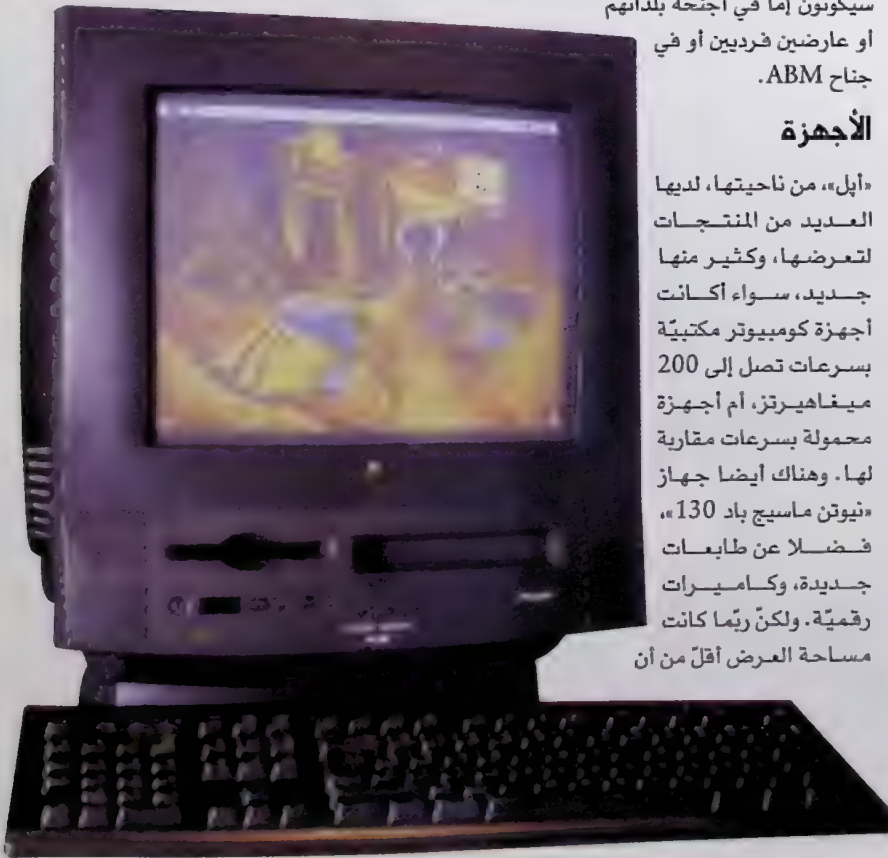 سيكونون إما في أجنحة بلدانهم
أو عارضين فرديين أو في
جناح ABM.
الأجهزة
«أپل»، من ناحيتها، لديها
العديد من المنتجات
لتعرضها، وكثير منها
جديد، سواء أكانت
أجهزة كومبيوتر مكتبيّة
بسرعات تصل إلى 200
ميغاهيرتز، أم أجهزة
محمولة بسرعات مقاربة
لها. وهناك أيضا جهاز
«نيوتن ماسيج باد 130»،
فضلا عن طابعات
جديدة، وكاميرات
رقميّة. ولكنّ ربّما كانت
مساحة العرض أقلّ من أن